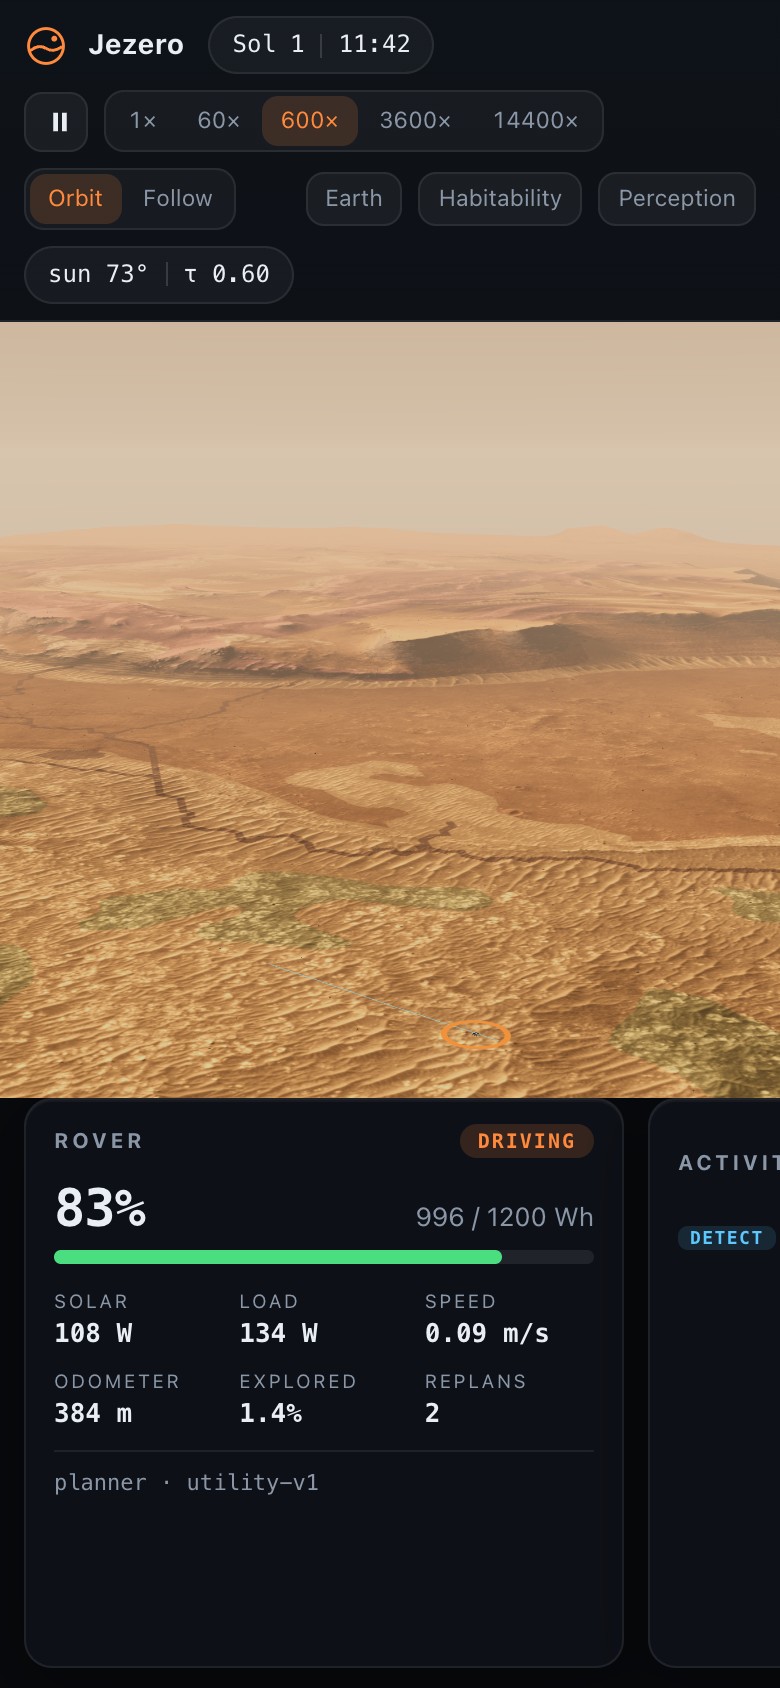 Jezero Sol 1 | 11:42
1× 60× 600× 3600× 14400×
Orbit Follow Earth Habitability Perception
sun 73° | τ 0.60
ROVER DRIVING
83% 996 / 1200 Wh
SOLAR LOAD SPEED
108 W 134 W 0.09 m/s
ODOMETER EXPLORED REPLANS
384 m 1.4% 2
planner · utility-v1
ACTIVIT
DETECT